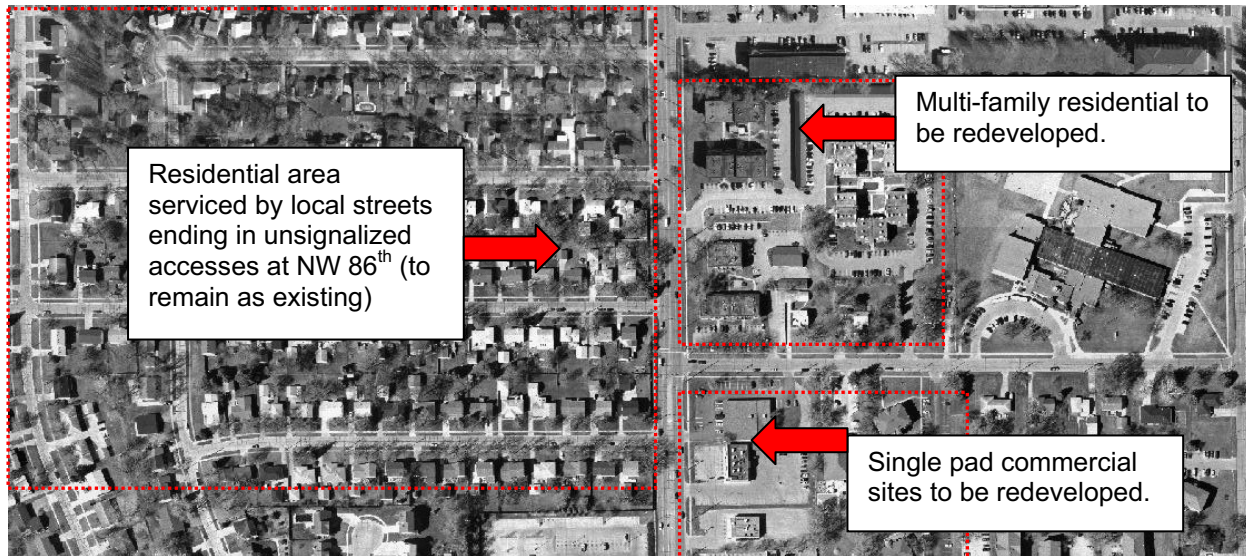 Multi-family residential to
be redeveloped.
Residential area
serviced by local streets
ending in unsignalized
accesses at NW 86th (to
remain as existing)
Single pad commercial
sites to be redeveloped.